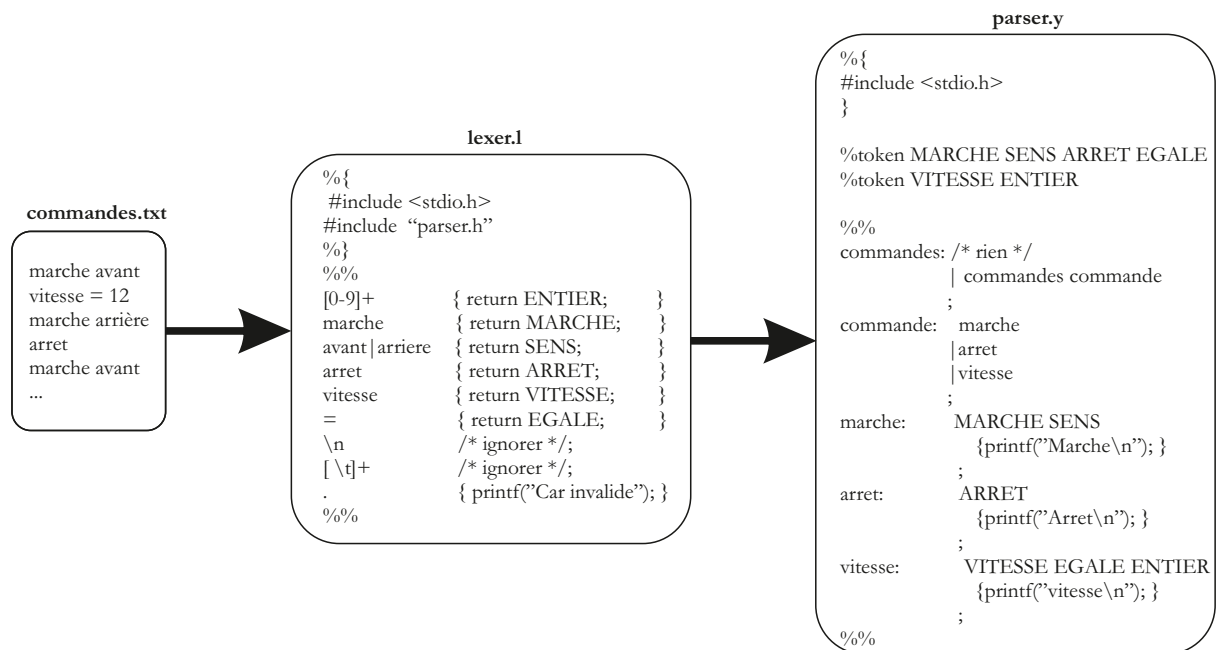 commandes.txt
marche avant
vitesse = 12
marche arrière
arret
marche avant
...
lexer.l
%{
#include <stdio.h>
#include “parser.h”
%}
%%
[0-9]+ { return ENTIER; }
marche { return MARCHE; }
avant|arriere { return SENS; }
arret { return ARRET; }
vitesse { return VITESSE; }
= { return EGALE; }
\n /* ignorer */;
[ \t]+ /* ignorer */;
. { printf(”Car invalide”); }
%%
parser.y
%{
#include <stdio.h>
}
%token MARCHE SENS ARRET EGALE
%token VITESSE ENTIER
%%
commandes: /* rien */
| commandes commande
;
commande: marche
|arret
|vitesse
;
marche: MARCHE SENS
{printf(”Marche\n”); }
;
arret: ARRET
{printf(”Arret\n”); }
;
vitesse: VITESSE EGALE ENTIER
{printf(”vitesse\n”); }
;
%%